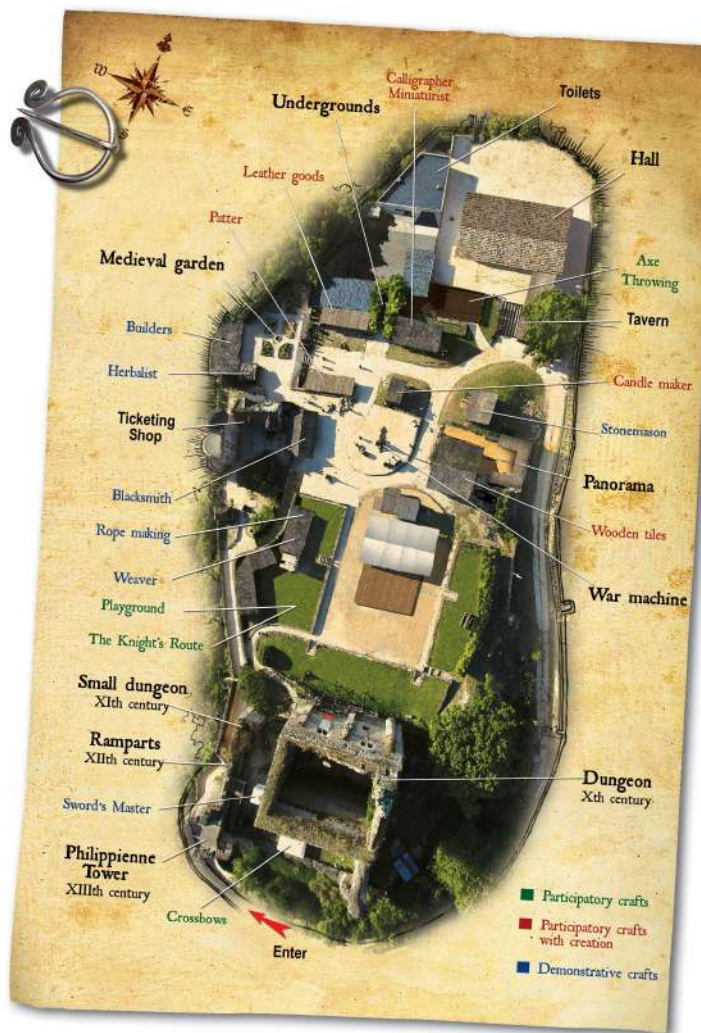 W
S
Undergrounds
Calligrapher
Miniaturist
Toilets
Hall
Leather goods
Patter
Medieval garden
Axe
Throwing
Builders
Tavern
Herbalist
Candle maker
Ticketing
Shop
Stonemason
Blacksmith
Panorama
Rope making
Wooden tiles
Weaver
War machine
Playground
The Knight's Route
Small dungeon
XIth century
Ramparts
XIIth century
Dungeon
Xth century
Sword's Master
Philippienne
Tower
XIIIth century
Crossbows
Enter
Participatory crafts
Participatory crafts
with creation
Demonstrative crafts